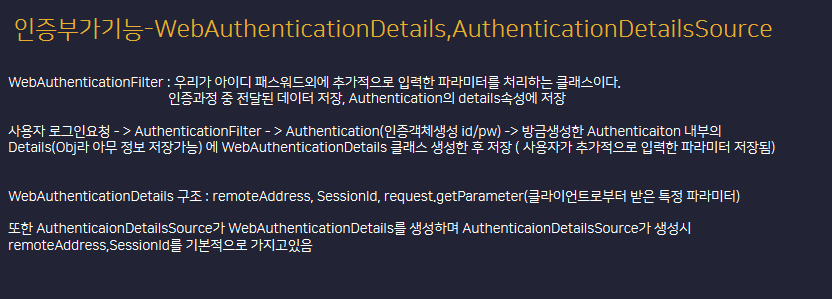 인증부가기능-WebAuthenticationDetails,AuthenticationDetailsSource
WebAuthenticationFilter : 우리가 아이디 패스워드외에 추가적으로 입력한 파라미터를 처리하는 클래스이다.
인증과정 중 전달된 데이터 저장, Authentication의 details속성에 저장
사용자 로그인요청 - > AuthenticationFilter - > Authentication(인증객체생성 id/pw) -> 방금생성한 Authenticaiton 내부의
Details(Obj라 아무 정보 저장가능) 에 WebAuthenticationDetails 클래스 생성한 후 저장 ( 사용자가 추가적으로 입력한 파라미터 저장됨)
WebAuthenticationDetails 구조 : remoteAddress, SessionId, request,getParameter(클라이언트로부터 받은 특정 파라미터)
또한 AuthenticaionDetailsSource가 WebAuthenticationDetails를 생성하며 AuthenticaionDetailsSource가 생성시
remoteAddress,SessionId를 기본적으로 가지고있음